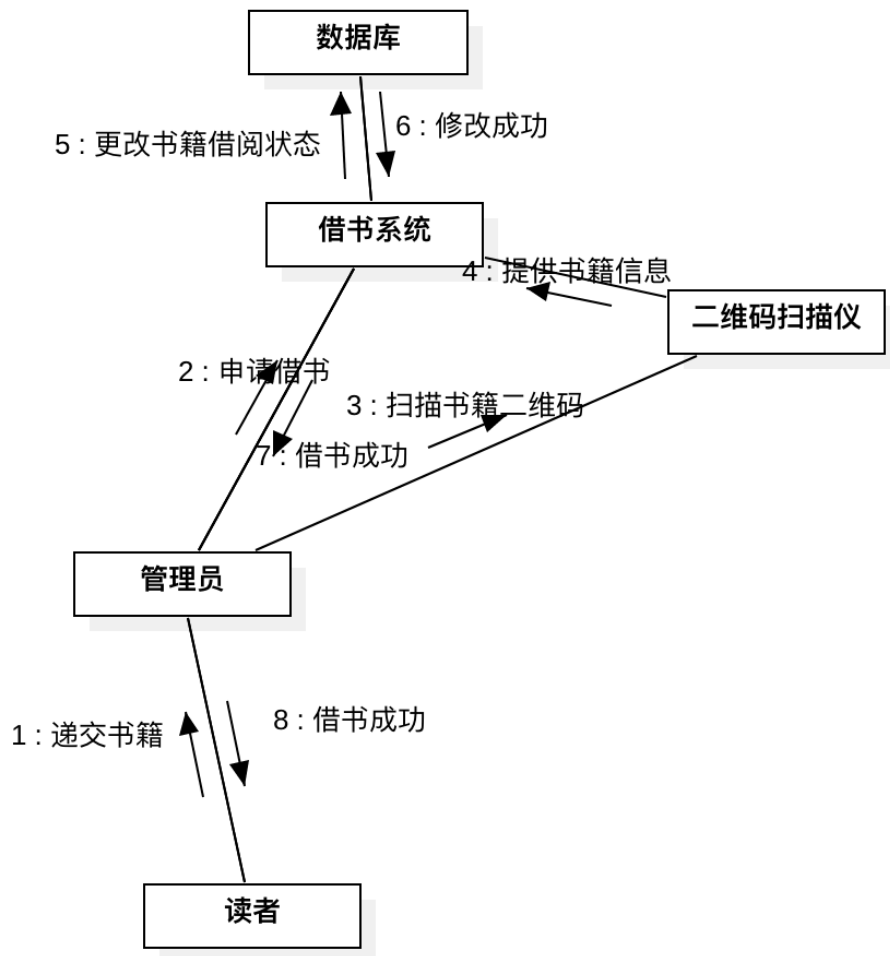 数据库
5 : 更改书籍借阅状态
6 : 修改成功
借书系统
4 : 提供书籍信息
二维码扫描仪
2 : 申请借书
3 : 扫描书籍二维码
7 : 借书成功
管理员
1 : 递交书籍
8 : 借书成功
读者